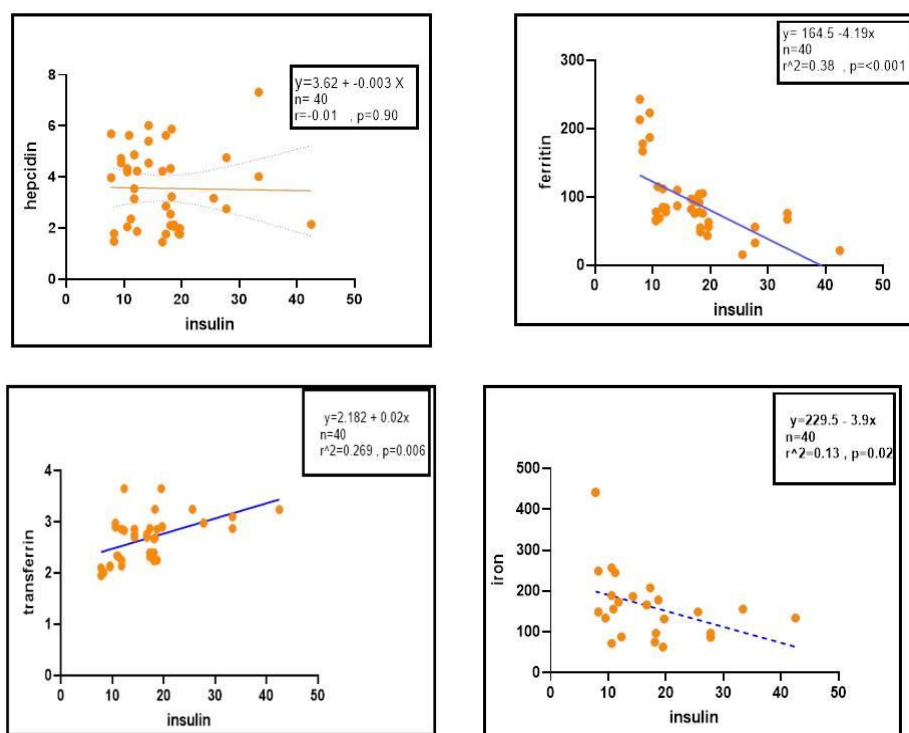 y=3.62 + -0.003 X
n= 40
r=-0.01 , p=0.90
8
6
4
2
0
hepcidin
0 10 20 30 40 50
insulin
y= 164.5 -4.19x
n=40
r^2=0.38 , p=<0.001
300
200
100
0
ferritin
0 10 20 30 40 50
insulin
y=2.182 + 0.02x
n=40
r^2=0.269 , p=0.006
4
3
2
1
0
transferrin
0 10 20 30 40 50
insulin
y=229.5 - 3.9x
n=40
r^2=0.13 , p=0.02
500
400
300
200
100
0
iron
0 10 20 30 40 50
insulin